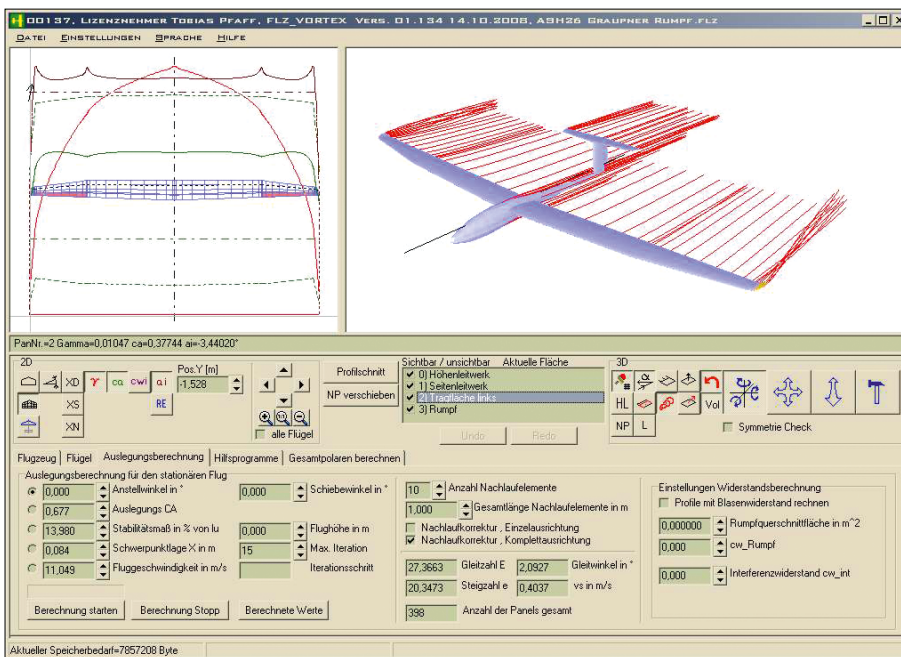 00137, Lizenznehmer Tobias Pfaff, FLZ_VORTEX Vers. 01.134 14.10.2008, ASH26 Graupner Rumpf.flz
Datei Einstellungen Sprache Hilfe
PanNr.=2 Gamma=0,01047 ca=0,37744 ai=-3,44020°
2D
XD γ ca cwi ai
Pos.Y [m]
-1,528
XS RE
XN
alle Flügel
Profilschnitt
NP verschieben
Sichtbar / unsichtbar Aktuelle Fläche
0) Höhenleitwerk
1) Seitenleitwerk
2) Tragfläche links
3) Rumpf
Undo Redo
3D
α
HL Vol
NP L
Symmetrie Check
Flugzeug Flügel Auslegungsberechnung Hilfsprogramme Gesamtpolaren berechnen
Auslegungsberechnung für den stationären Flug
0,000 Anstellwinkel in ° 0,000 Schiebewinkel in °
0,677 Auslegungs CA
13,980 Stabilitätsmaß in % von lu 0,000 Flughöhe in m
0,084 Schwerpunktlage X in m 15 Max. Iteration
11,049 Fluggeschwindigkeit in m/s Iterationsschritt
Berechnung starten Berechnung Stopp Berechnete Werte
10 Anzahl Nachlaufelemente
1,000 Gesamtlänge Nachlaufelemente in m
Nachlaufkorrektur , Einzelausrichtung
Nachlaufkorrektur , Komplettausrichtung
27,3663 Gleitzahl E 2,0927 Gleitwinkel in °
20,3473 Steigzahl e 0,4037 vs in m/s
398 Anzahl der Panels gesamt
Einstellungen Widerstandsberechnung
Profile mit Blasenwiderstand rechnen
0,000000 Rumpfquerschnittfläche in m^2
0,000 cw_Rumpf
0,000 Interferenzwiderstand cw_int
Aktueller Speicherbedarf=7857208 Byte